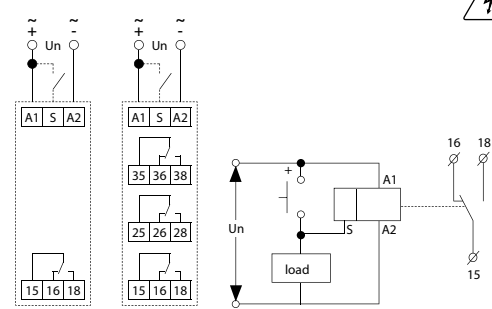 ~ ~ ~ ~
+ Un - + Un -
A1 S A2 A1 S A2
35 36 38
25 26 28
15 16 18 15 16 18
16 18
+
A1
Un S A2
load
15